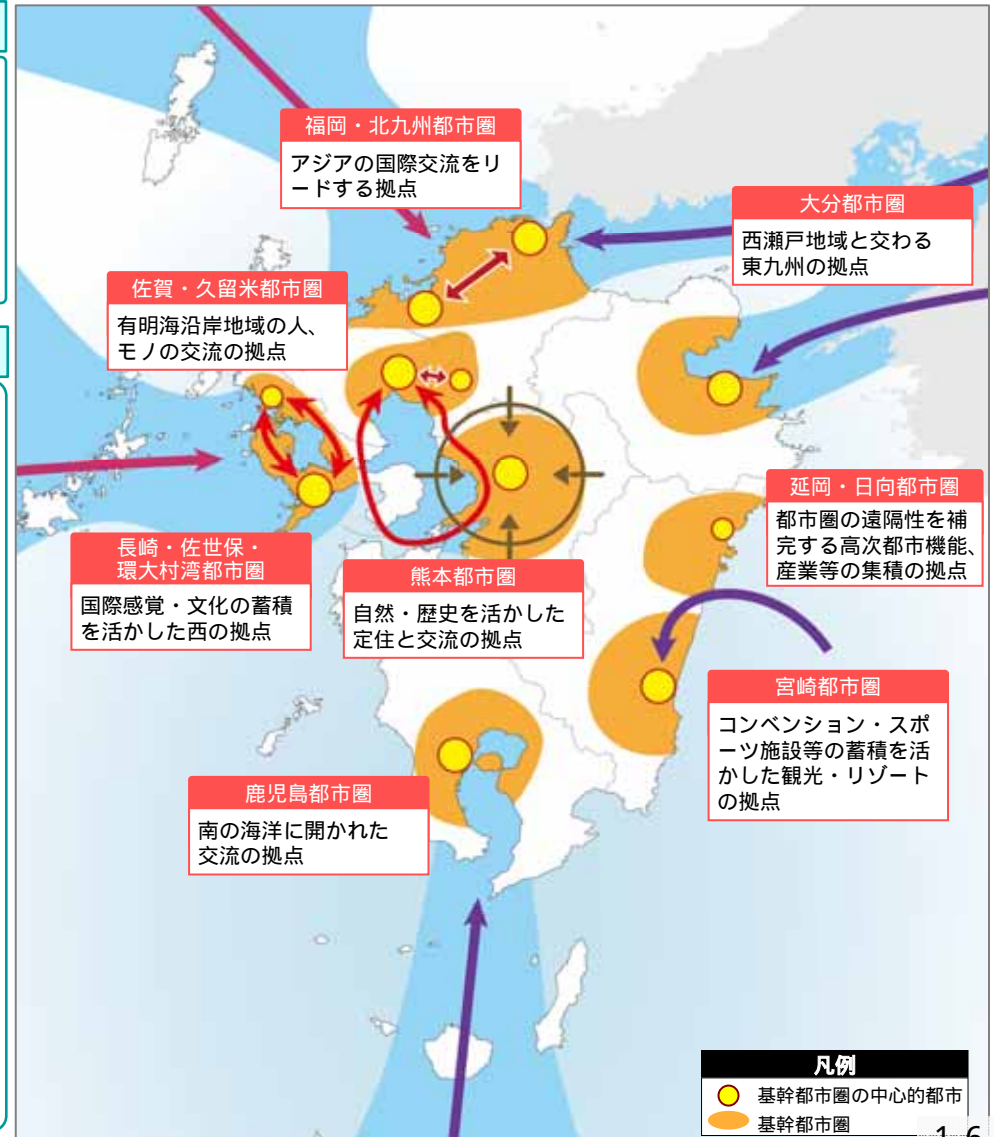 福岡・北九州都市圏
アジアの国際交流をリ
ードする拠点
大分都市圏
西瀬戸地域と交わる
東九州の拠点
佐賀・久留米都市圏
有明海沿岸地域の人、
モノの交流の拠点
延岡・日向都市圏
都市圏の遠隔性を補
完する高次都市機能、
産業等の集積の拠点
長崎・佐世保・
環大村湾都市圏
国際感覚・文化の蓄積
を活かした西の拠点
熊本都市圏
自然・歴史を活かした
定住と交流の拠点
宮崎都市圏
コンベンション・スポ
ーツ施設等の蓄積を活
かした観光・リゾート
の拠点
鹿児島都市圏
南の海洋に開かれた
交流の拠点
凡例
基幹都市圏の中心的都市
基幹都市圏
1-6